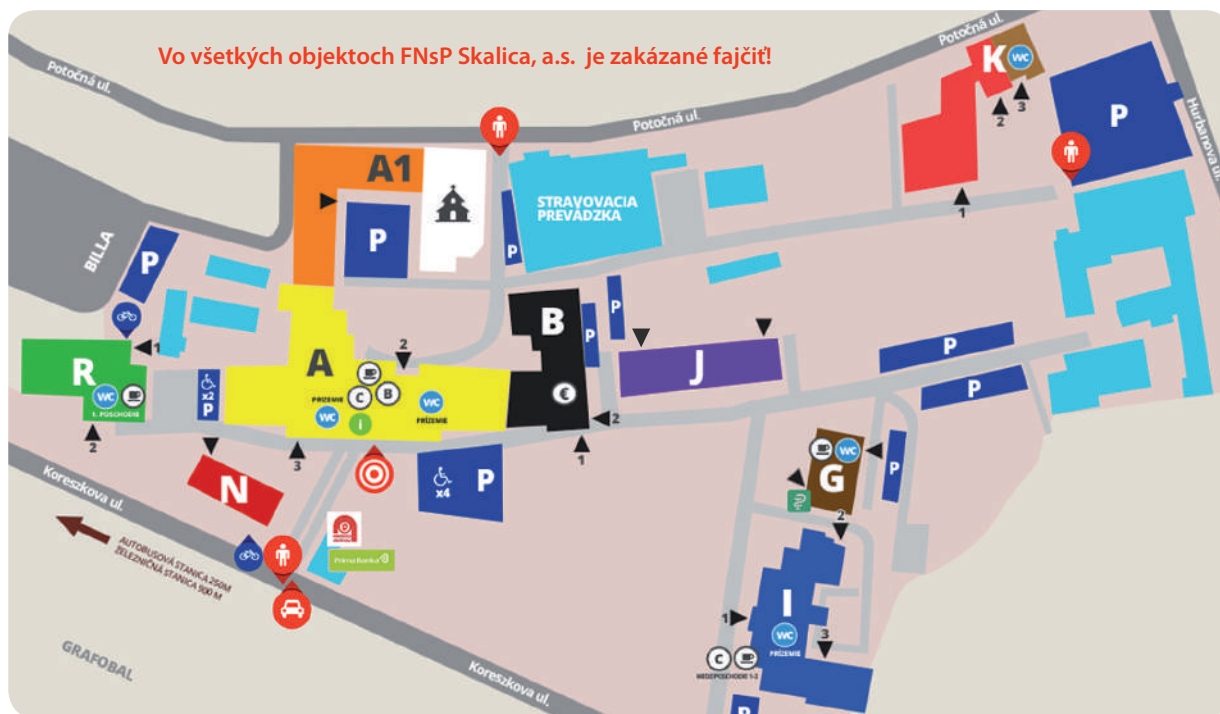 Vo všetkých objektoch FNsP Skalica, a.s. je zakázané fajčiť!
Potočná ul.
Potočná ul.
Potočná ul.
Hurbanova ul.
K
WC
2
3
P
1
A1
P
STRAVOVACIA
PREVÁDZKA
P
BILLA
P
R
WC
1. POSCHODIE
1
2
x2
P
A
2
C
B
PRÍZEMIE
WC
i
WC
PRÍZEMIE
3
B
€
P
P
2
1
J
P
P
N
x4
P
Koreszkova ul.
AUTOBUSOVÁ STANICA 250M
ŽELEZNIČNÁ STANICA 900 M
Prima Banka
GRAFOBAL
Koreszkova ul.
WC
G
P
2
1
I
WC
PRÍZEMIE
3
C
MEDZIPOSCHODIE 1-2
P